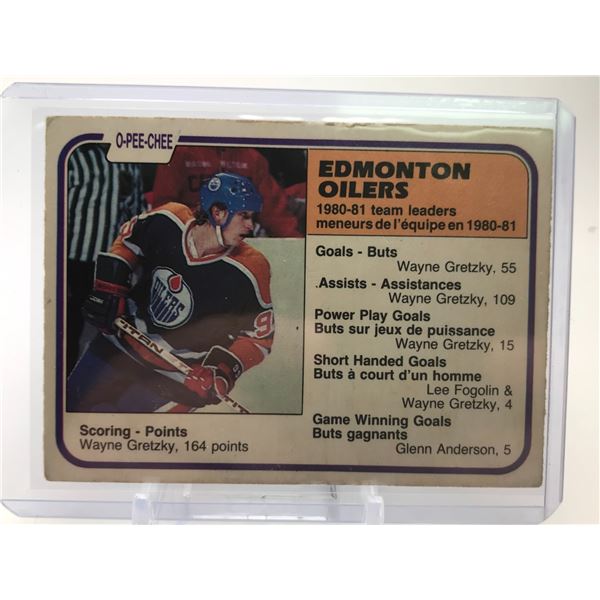 O-PEE-CHEE
EDMONTON
OILERS
1980-81 team leaders
meneurs de l'équipe en 1980-81
Goals - Buts
Wayne Gretzky, 55
Assists - Assistances
Wayne Gretzky, 109
Power Play Goals
Buts sur jeux de puissance
Wayne Gretzky, 15
Short Handed Goals
Buts à court d'un homme
Lee Fogolin &
Wayne Gretzky, 4
Game Winning Goals
Buts gagnants
Glenn Anderson, 5
Scoring - Points
Wayne Gretzky, 164 points
OILERS
TITAN
9